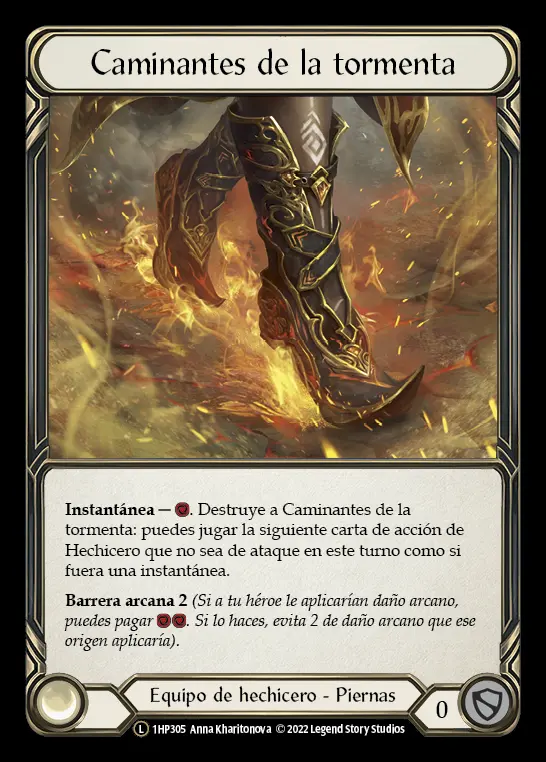 Caminantes de la tormenta
Instantánea — . Destruye a Caminantes de la
tormenta: puedes jugar la siguiente carta de acción de
Hechicero que no sea de ataque en este turno como si
fuera una instantánea.
Barrera arcana 2 (Si a tu héroe le aplicarían daño arcano,
puedes pagar . Si lo haces, evita 2 de daño arcano que ese
origen aplicaría).
Equipo de hechicero - Piernas
0
L 1HP305 Anna Kharitonova © 2022 Legend Story Studios